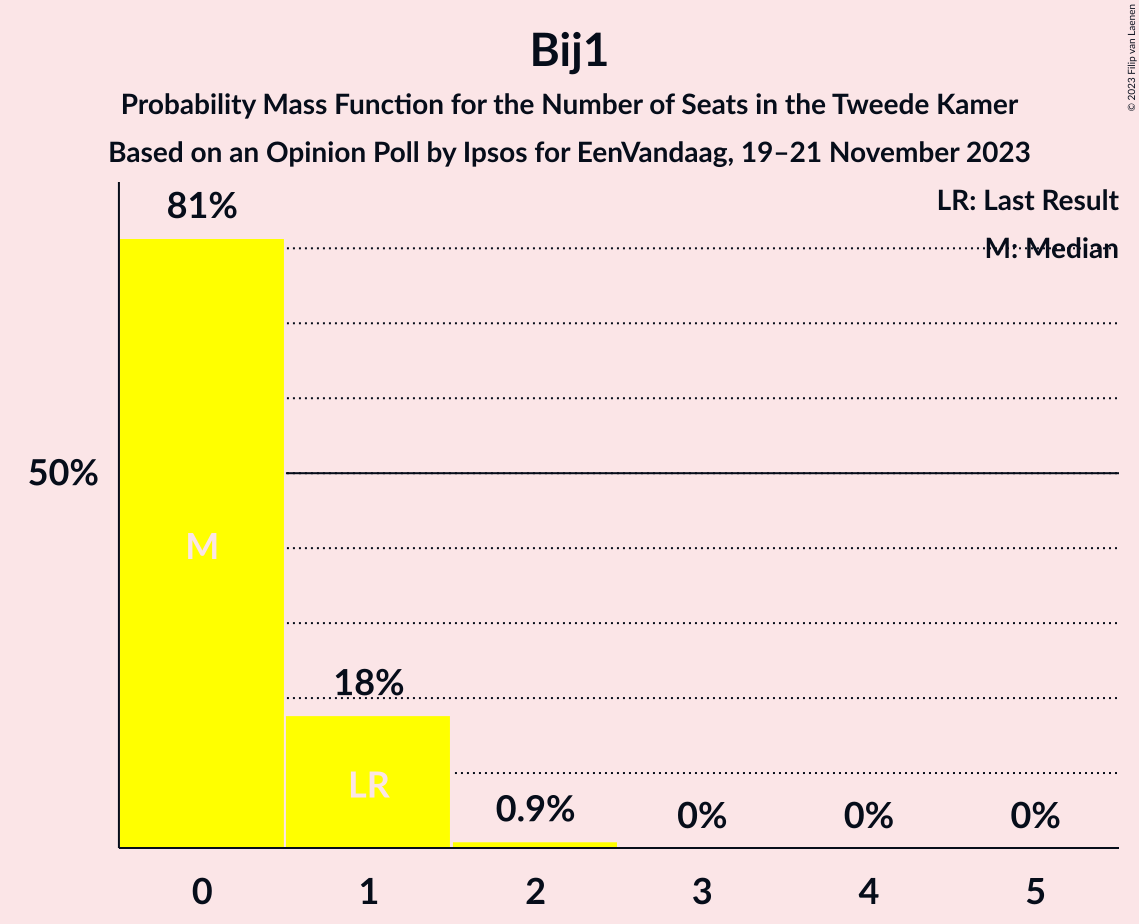 Bij1
Probability Mass Function for the Number of Seats in the Tweede Kamer
Based on an Opinion Poll by Ipsos for EenVandaag, 19–21 November 2023
© 2023 Filip van Laenen
LR: Last Result
M: Median
81%
50%
M
18%
LR
0.9%
0%
0%
0%
0 1 2 3 4 5